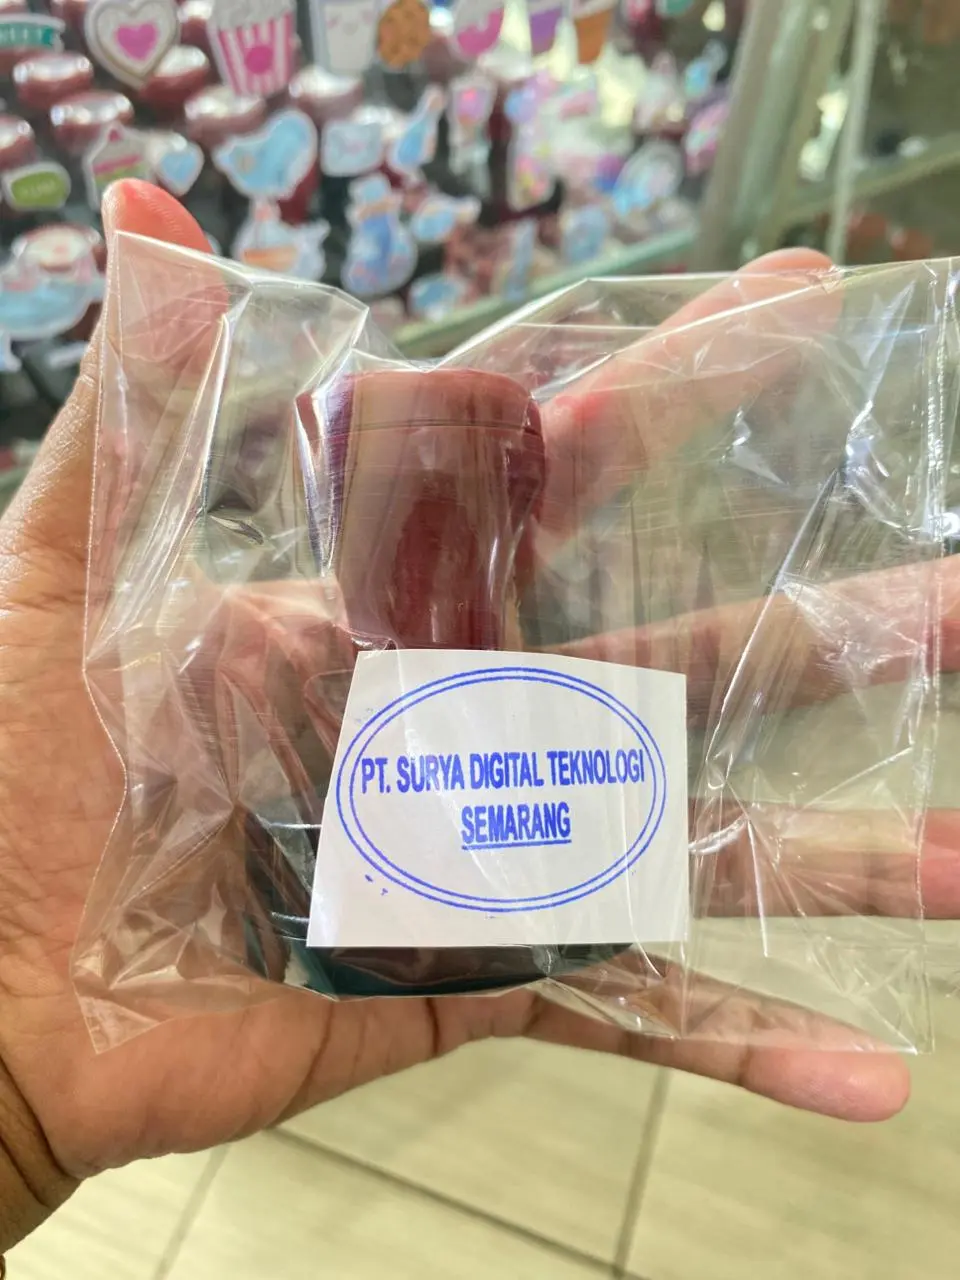 PT. SURYA DIGITAL TEKNOLOGI
SEMARANG